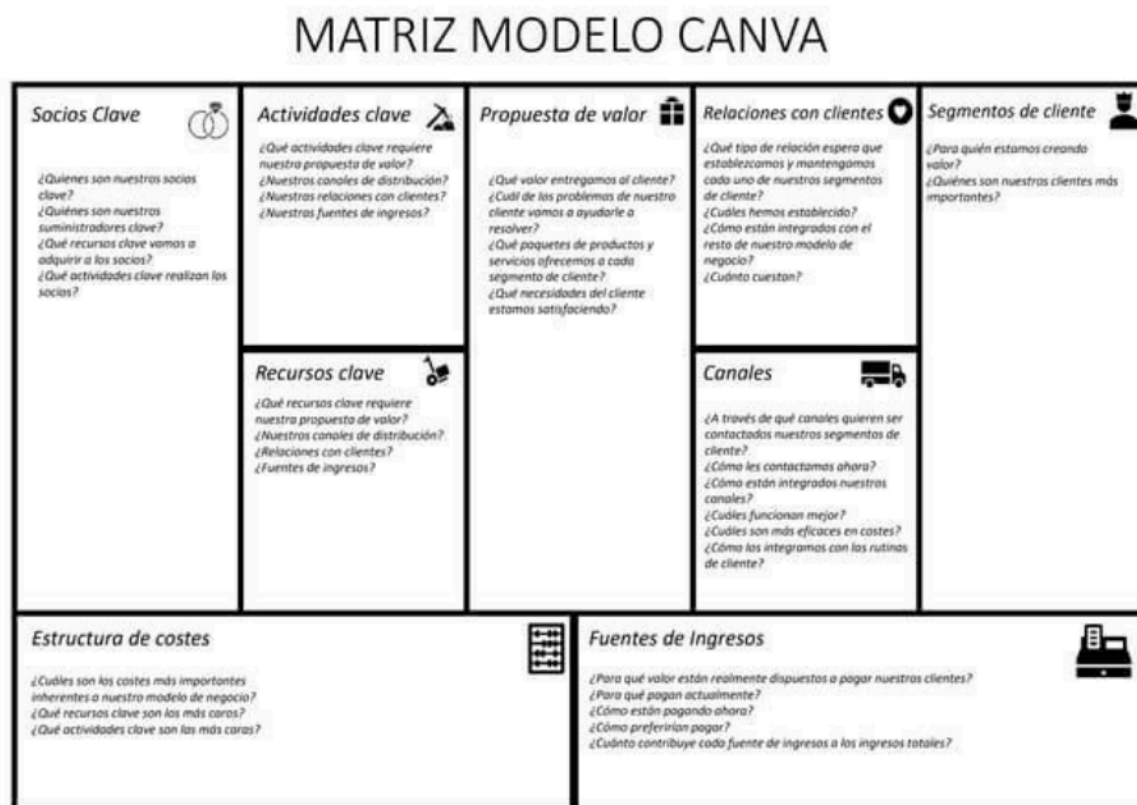 MATRIZ MODELO CANVA
Socios Clave
¿Quienes son nuestros socios
clave?
¿Quiénes son nuestros
suministradores clave?
¿Qué recursos clave vamos a
adquirir a los socios?
¿Qué actividades clave realizan los
socios?
Actividades clave
¿Qué actividades clave requiere
nuestra propuesta de valor?
¿Nuestros canales de distribución?
¿Nuestras relaciones con clientes?
¿Nuestras fuentes de ingresos?
Recursos clave
¿Qué recursos clave requiere
nuestra propuesta de valor?
¿Nuestros canales de distribución?
¿Relaciones con clientes?
¿Fuentes de ingresos?
Propuesta de valor
¿Qué valor entregamos al cliente?
¿Cuál de los problemas de nuestro
cliente vamos a ayudarle a
resolver?
¿Qué paquetes de productos y
servicios ofrecemos a cada
segmento de cliente?
¿Qué necesidades del cliente
estamos satisfaciendo?
Relaciones con clientes
¿Qué tipo de relación espera que
establezcamos y mantengamos
cada uno de nuestros segmentos
de cliente?
¿Cuáles hemos establecido?
¿Cómo están integrados con el
resto de nuestro modelo de
negocio?
¿Cuánto cuestan?
Canales
¿A través de qué canales quieren ser
contactados nuestros segmentos de
cliente?
¿Cómo les contactamos ahora?
¿Cómo están integrados nuestros
canales?
¿Cuáles funcionan mejor?
¿Cuáles son más eficaces en costes?
¿Cómo los integramos con las rutinas
de cliente?
Segmentos de cliente
¿Para quién estamos creando
valor?
¿Quiénes son nuestros clientes más
importantes?
Estructura de costes
¿Cuáles son los costes más importantes
inherentes a nuestro modelo de negocio?
¿Qué recursos clave son los más caros?
¿Qué actividades clave son las más caras?
Fuentes de Ingresos
¿Para qué valor están realmente dispuestos a pagar nuestros clientes?
¿Para qué pagan actualmente?
¿Cómo están pagando ahora?
¿Cómo preferirían pagar?
¿Cuánto contribuye cada fuente de ingresos a los ingresos totales?